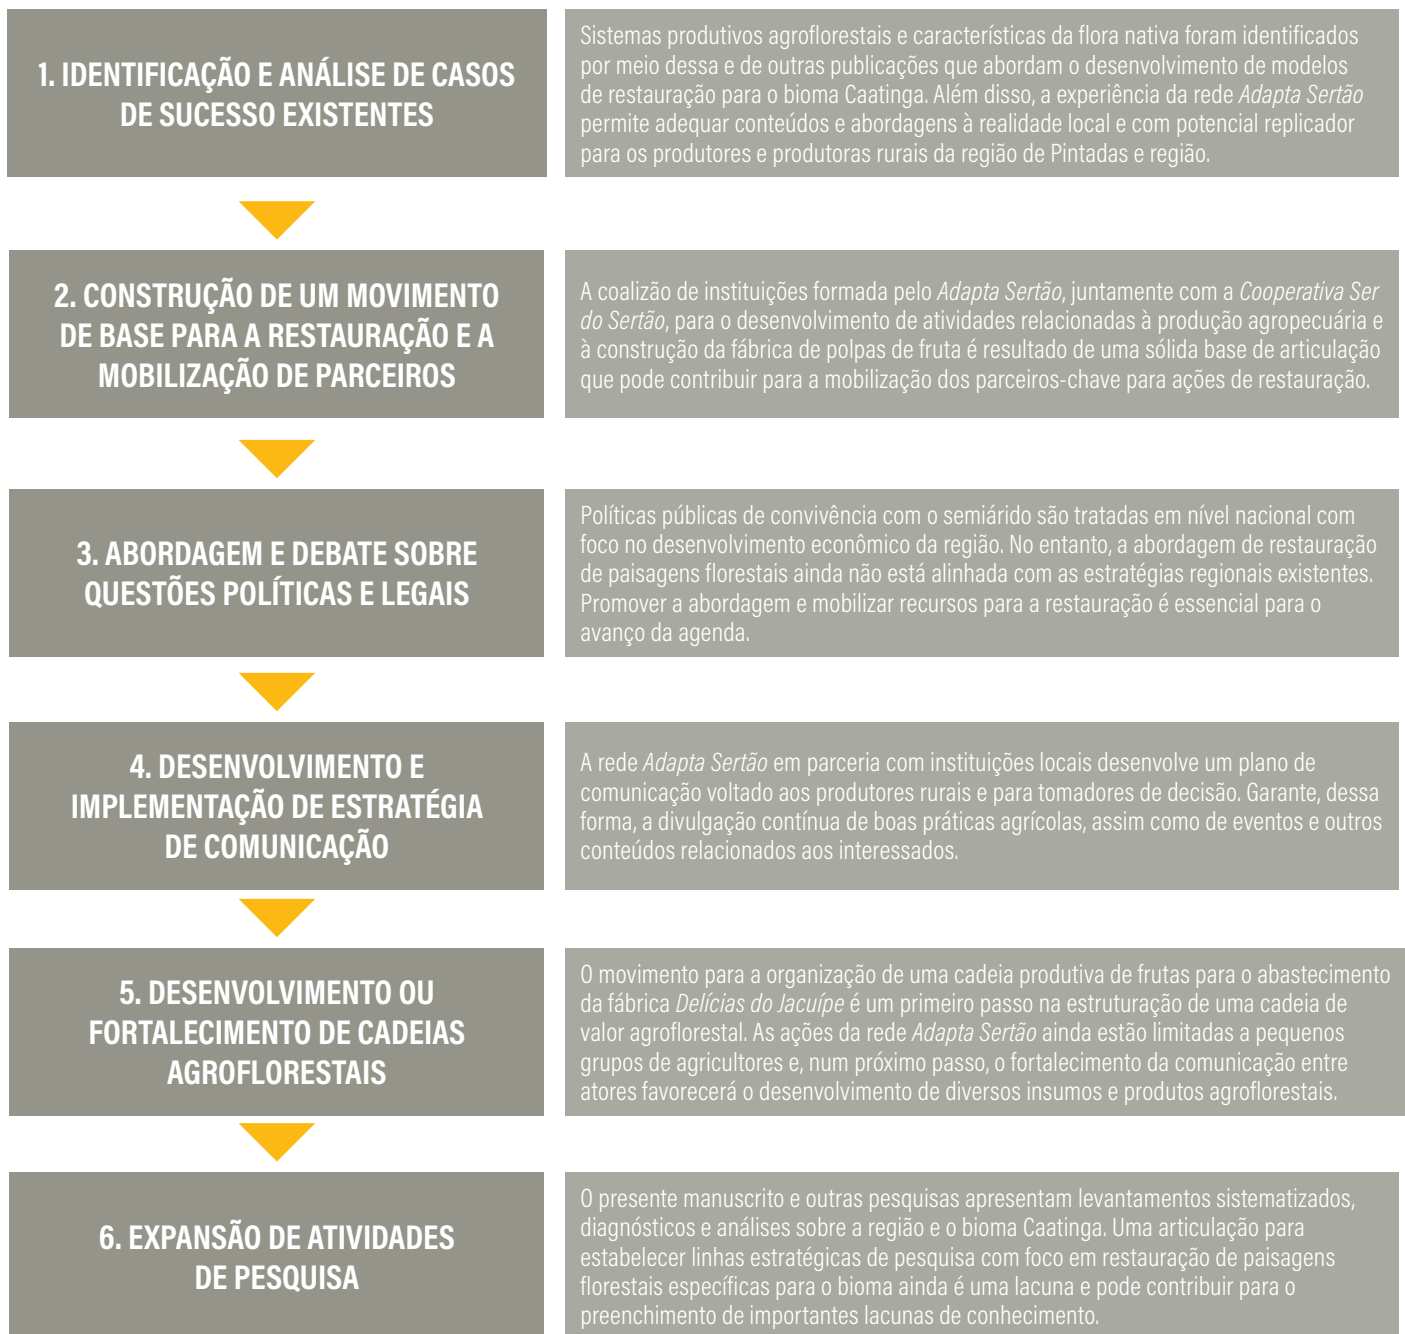 1. IDENTIFICAÇÃO E ANÁLISE DE CASOS
DE SUCESSO EXISTENTES
Sistemas produtivos agroflorestais e características da flora nativa foram identificados
por meio dessa e de outras publicações que abordam o desenvolvimento de modelos
de restauração para o bioma Caatinga. Além disso, a experiência da rede Adapta Sertão
permite adequar conteúdos e abordagens à realidade local e com potencial replicador
para os produtores e produtoras rurais da região de Pintadas e região.
2. CONSTRUÇÃO DE UM MOVIMENTO
DE BASE PARA A RESTAURAÇÃO E A
MOBILIZAÇÃO DE PARCEIROS
A coalizão de instituições formada pelo Adapta Sertão, juntamente com a Cooperativa Ser
do Sertão, para o desenvolvimento de atividades relacionadas à produção agropecuária e
à construção da fábrica de polpas de fruta é resultado de uma sólida base de articulação
que pode contribuir para a mobilização dos parceiros-chave para ações de restauração.
3. ABORDAGEM E DEBATE SOBRE
QUESTÕES POLÍTICAS E LEGAIS
Políticas públicas de convivência com o semiárido são tratadas em nível nacional com
foco no desenvolvimento econômico da região. No entanto, a abordagem de restauração
de paisagens florestais ainda não está alinhada com as estratégias regionais existentes.
Promover a abordagem e mobilizar recursos para a restauração é essencial para o
avanço da agenda.
4. DESENVOLVIMENTO E
IMPLEMENTAÇÃO DE ESTRATÉGIA
DE COMUNICAÇÃO
A rede Adapta Sertão em parceria com instituições locais desenvolve um plano de
comunicação voltado aos produtores rurais e para tomadores de decisão. Garante, dessa
forma, a divulgação contínua de boas práticas agrícolas, assim como de eventos e outros
conteúdos relacionados aos interessados.
5. DESENVOLVIMENTO OU
FORTALECIMENTO DE CADEIAS
AGROFLORESTAIS
O movimento para a organização de uma cadeia produtiva de frutas para o abastecimento
da fábrica Delícias do Jacuípe é um primeiro passo na estruturação de uma cadeia de
valor agroflorestal. As ações da rede Adapta Sertão ainda estão limitadas a pequenos
grupos de agricultores e, num próximo passo, o fortalecimento da comunicação entre
atores favorecerá o desenvolvimento de diversos insumos e produtos agroflorestais.
6. EXPANSÃO DE ATIVIDADES
DE PESQUISA
O presente manuscrito e outras pesquisas apresentam levantamentos sistematizados,
diagnósticos e análises sobre a região e o bioma Caatinga. Uma articulação para
estabelecer linhas estratégicas de pesquisa com foco em restauração de paisagens
florestais específicas para o bioma ainda é uma lacuna e pode contribuir para o
preenchimento de importantes lacunas de conhecimento.